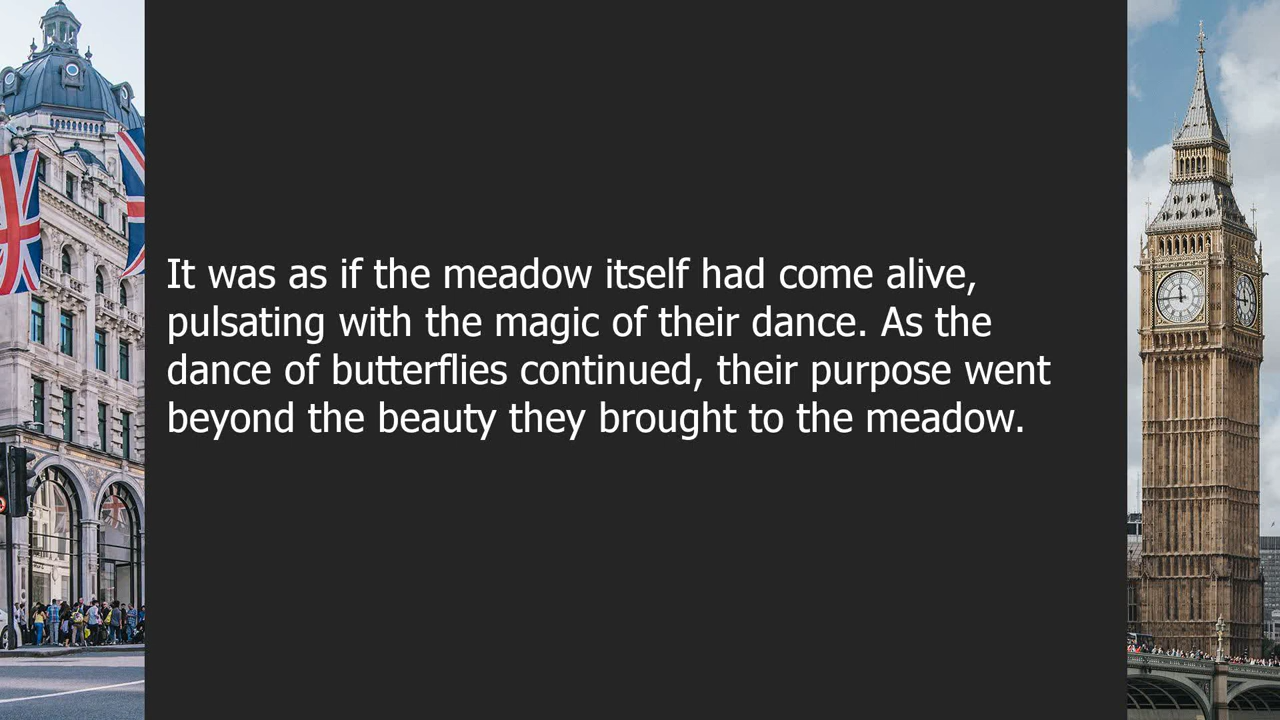 It was as if the meadow itself had come alive,
pulsating with the magic of their dance. As the
dance of butterflies continued, their purpose went
beyond the beauty they brought to the meadow.